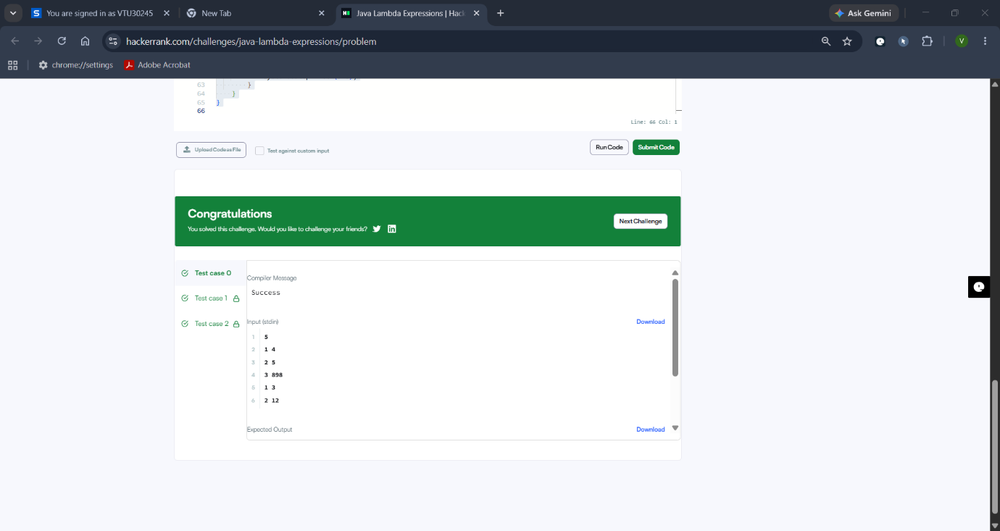 You are signed in as VTU30245
New Tab
Java Lambda Expressions | Hack
Ask Gemini
hackerrank.com/challenges/java-lambda-expressions/problem
V
chrome://settings
Adobe Acrobat
63 }
64 }
65 }
66
Line: 66 Col: 1
Upload Code as File
Test against custom input
Run Code
Submit Code
Congratulations
You solved this challenge. Would you like to challenge your friends?
Next Challenge
Test case 0
Test case 1
Test case 2
Compiler Message
Success
Input (stdin)
Download
1 5
2 1 4
3 2 5
4 3 898
5 1 3
6 2 12
Expected Output
Download